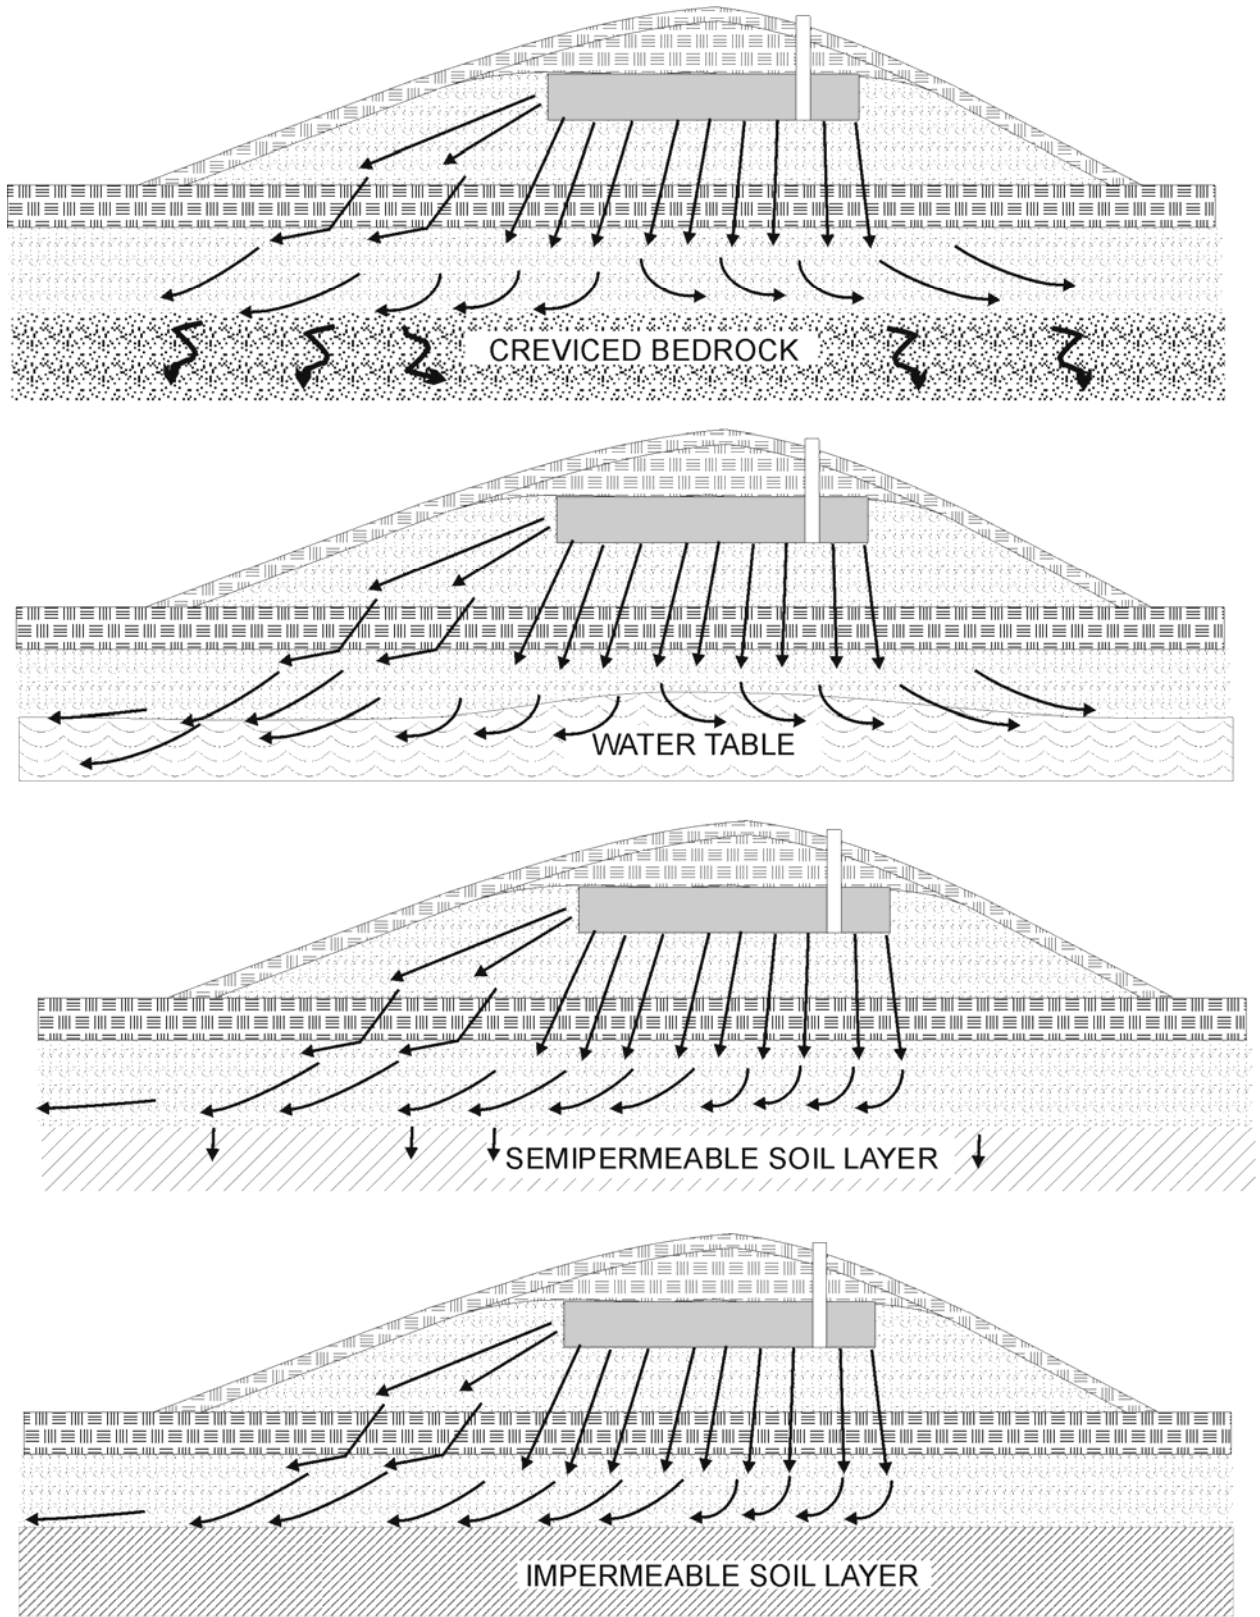 CREVICED BEDROCK
WATER TABLE
SEMIPERMEABLE SOIL LAYER
IMPERMEABLE SOIL LAYER